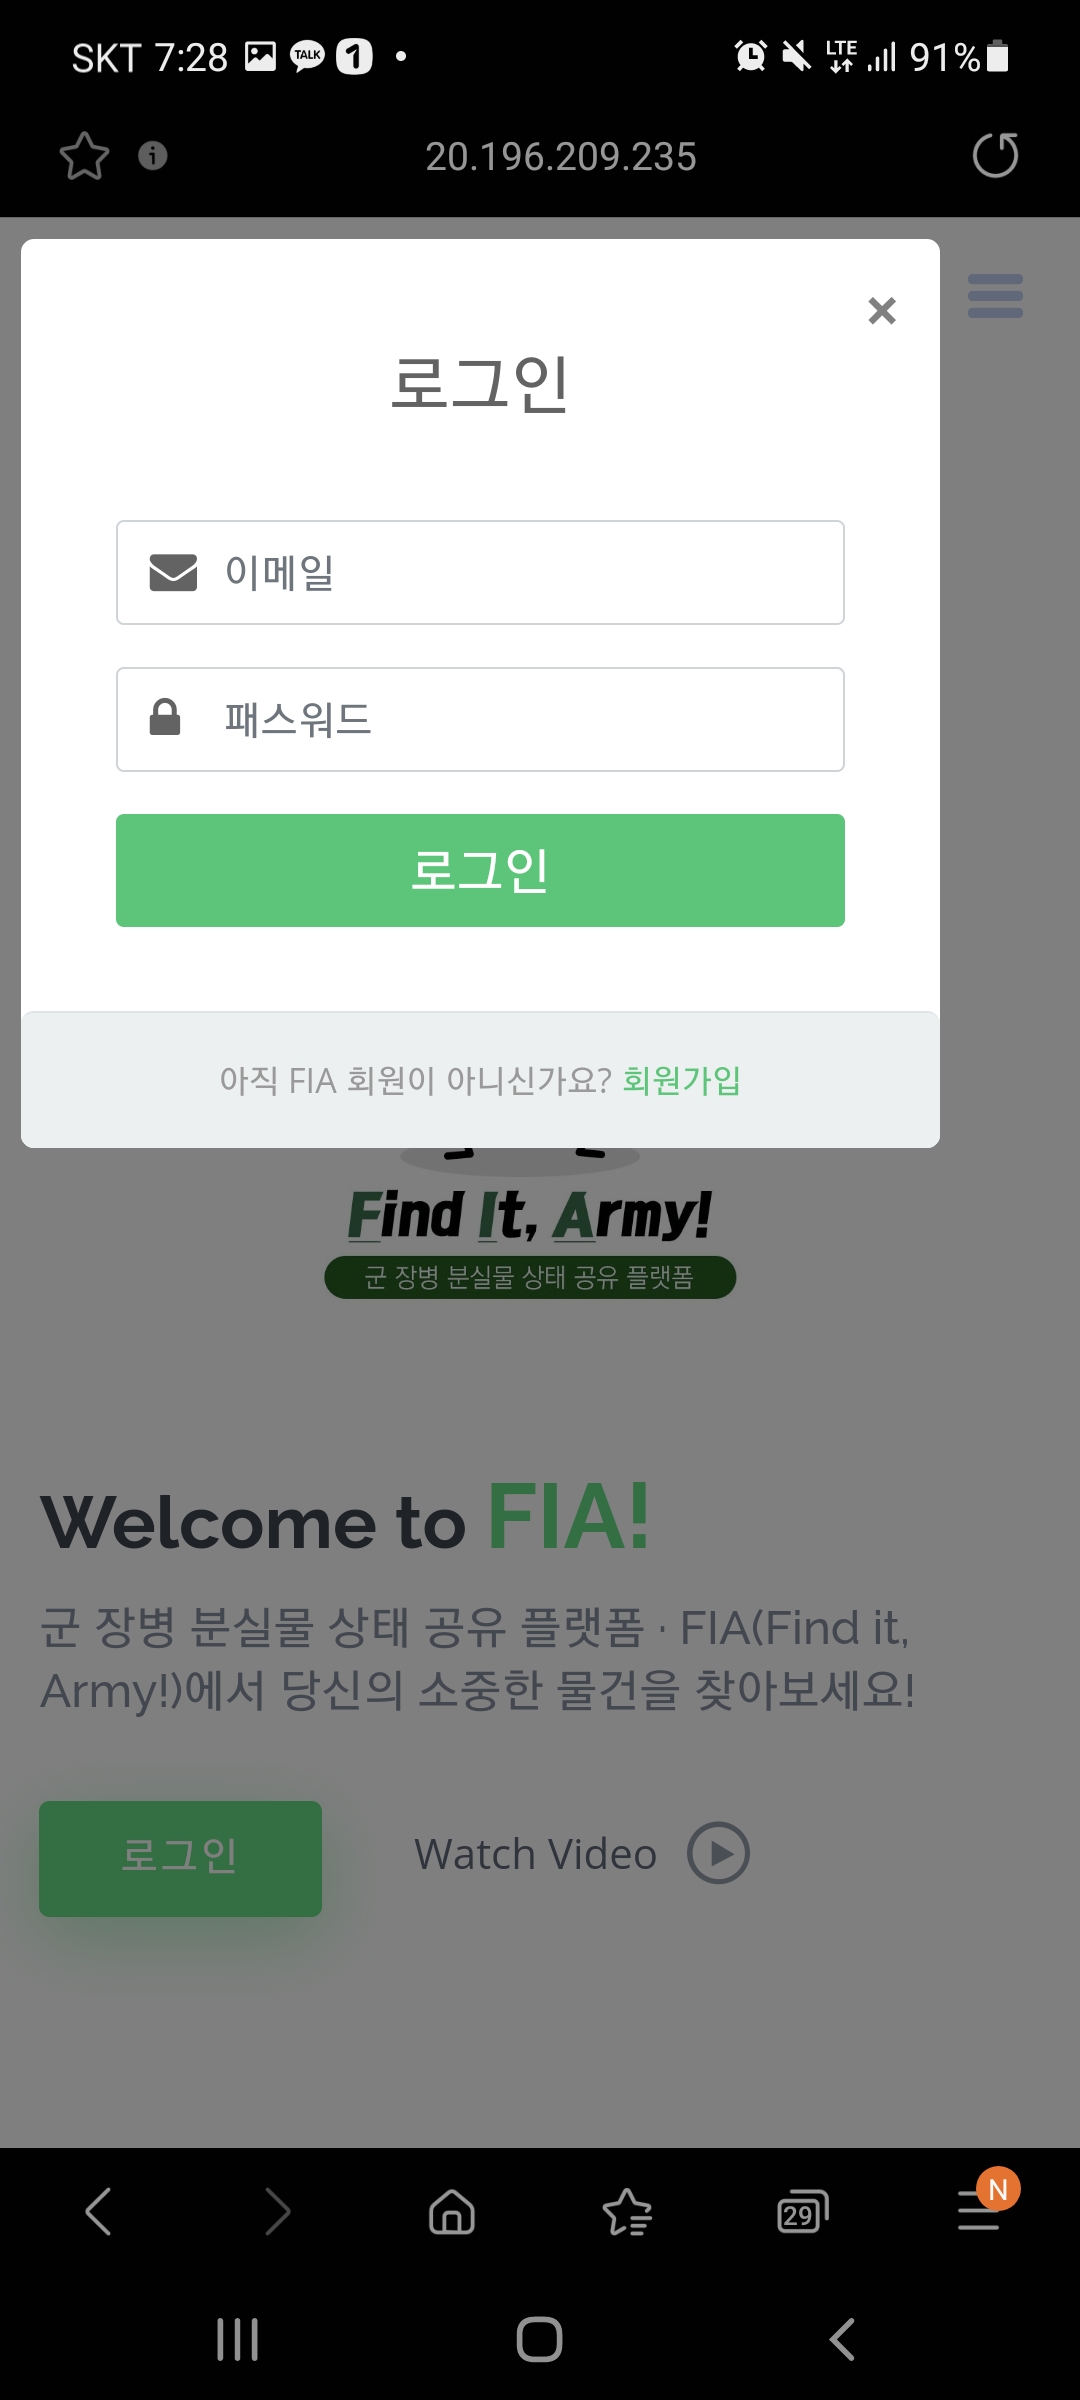 SKT 7:28 TALK 1 LTE 91%
20.196.209.235
로그인
이메일
패스워드
로그인
아직 FIA 회원이 아니신가요? 회원가입
Find It, Army!
군 장병 분실물 상태 공유 플랫폼
Welcome to FIA!
군 장병 분실물 상태 공유 플랫폼 · FIA(Find it,
Army!)에서 당신의 소중한 물건을 찾아보세요!
로그인 Watch Video
29 N